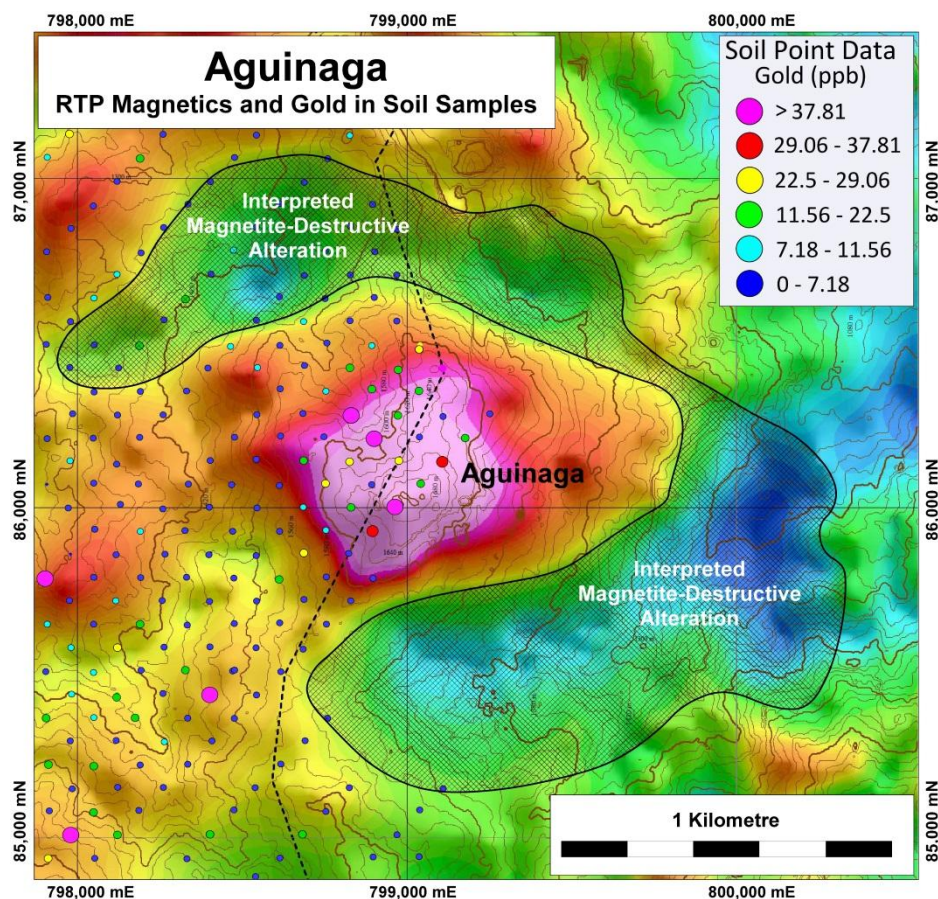 798,000 mE
799,000 mE
800,000 mE
Aguinaga
RTP Magnetics and Gold in Soil Samples
Soil Point Data
Gold (ppb)
> 37.81
29.06 - 37.81
22.5 - 29.06
11.56 - 22.5
7.18 - 11.56
0 - 7.18
87,000 mN
87,000 mN
Interpreted
Magnetite-Destructive
Alteration
Aguinaga
86,000 mN
86,000 mN
Interpreted
Magnetite-Destructive
Alteration
85,000 mN
85,000 mN
1 Kilometre
798,000 mE
799,000 mE
800,000 mE